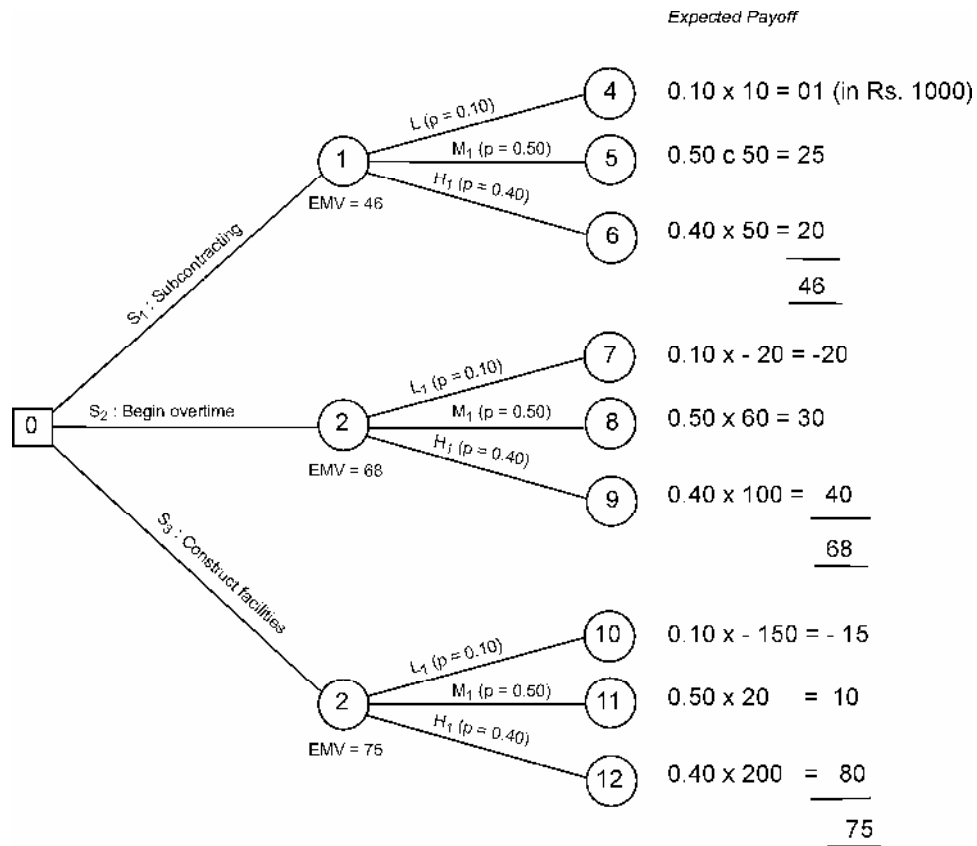 Expected Payoff
L (p = 0.10)
4
0.10 x 10 = 01 (in Rs. 1000)
1
M₁ (p = 0.50)
5
0.50 c 50 = 25
H₁ (p = 0.40)
EMV = 46
6
0.40 x 50 = 20
46
S₁ : Subcontracting
L₁ (p = 0.10)
7
0.10 x - 20 = -20
0
S₂ : Begin overtime
2
M₁ (p = 0.50)
8
0.50 x 60 = 30
H₁ (p = 0.40)
EMV = 68
9
0.40 x 100 = 40
68
S₃ : Construct facilities
L₁ (p = 0.10)
10
0.10 x - 150 = - 15
2
M₁ (p = 0.50)
11
0.50 x 20 = 10
H₁ (p = 0.40)
EMV = 75
12
0.40 x 200 = 80
75